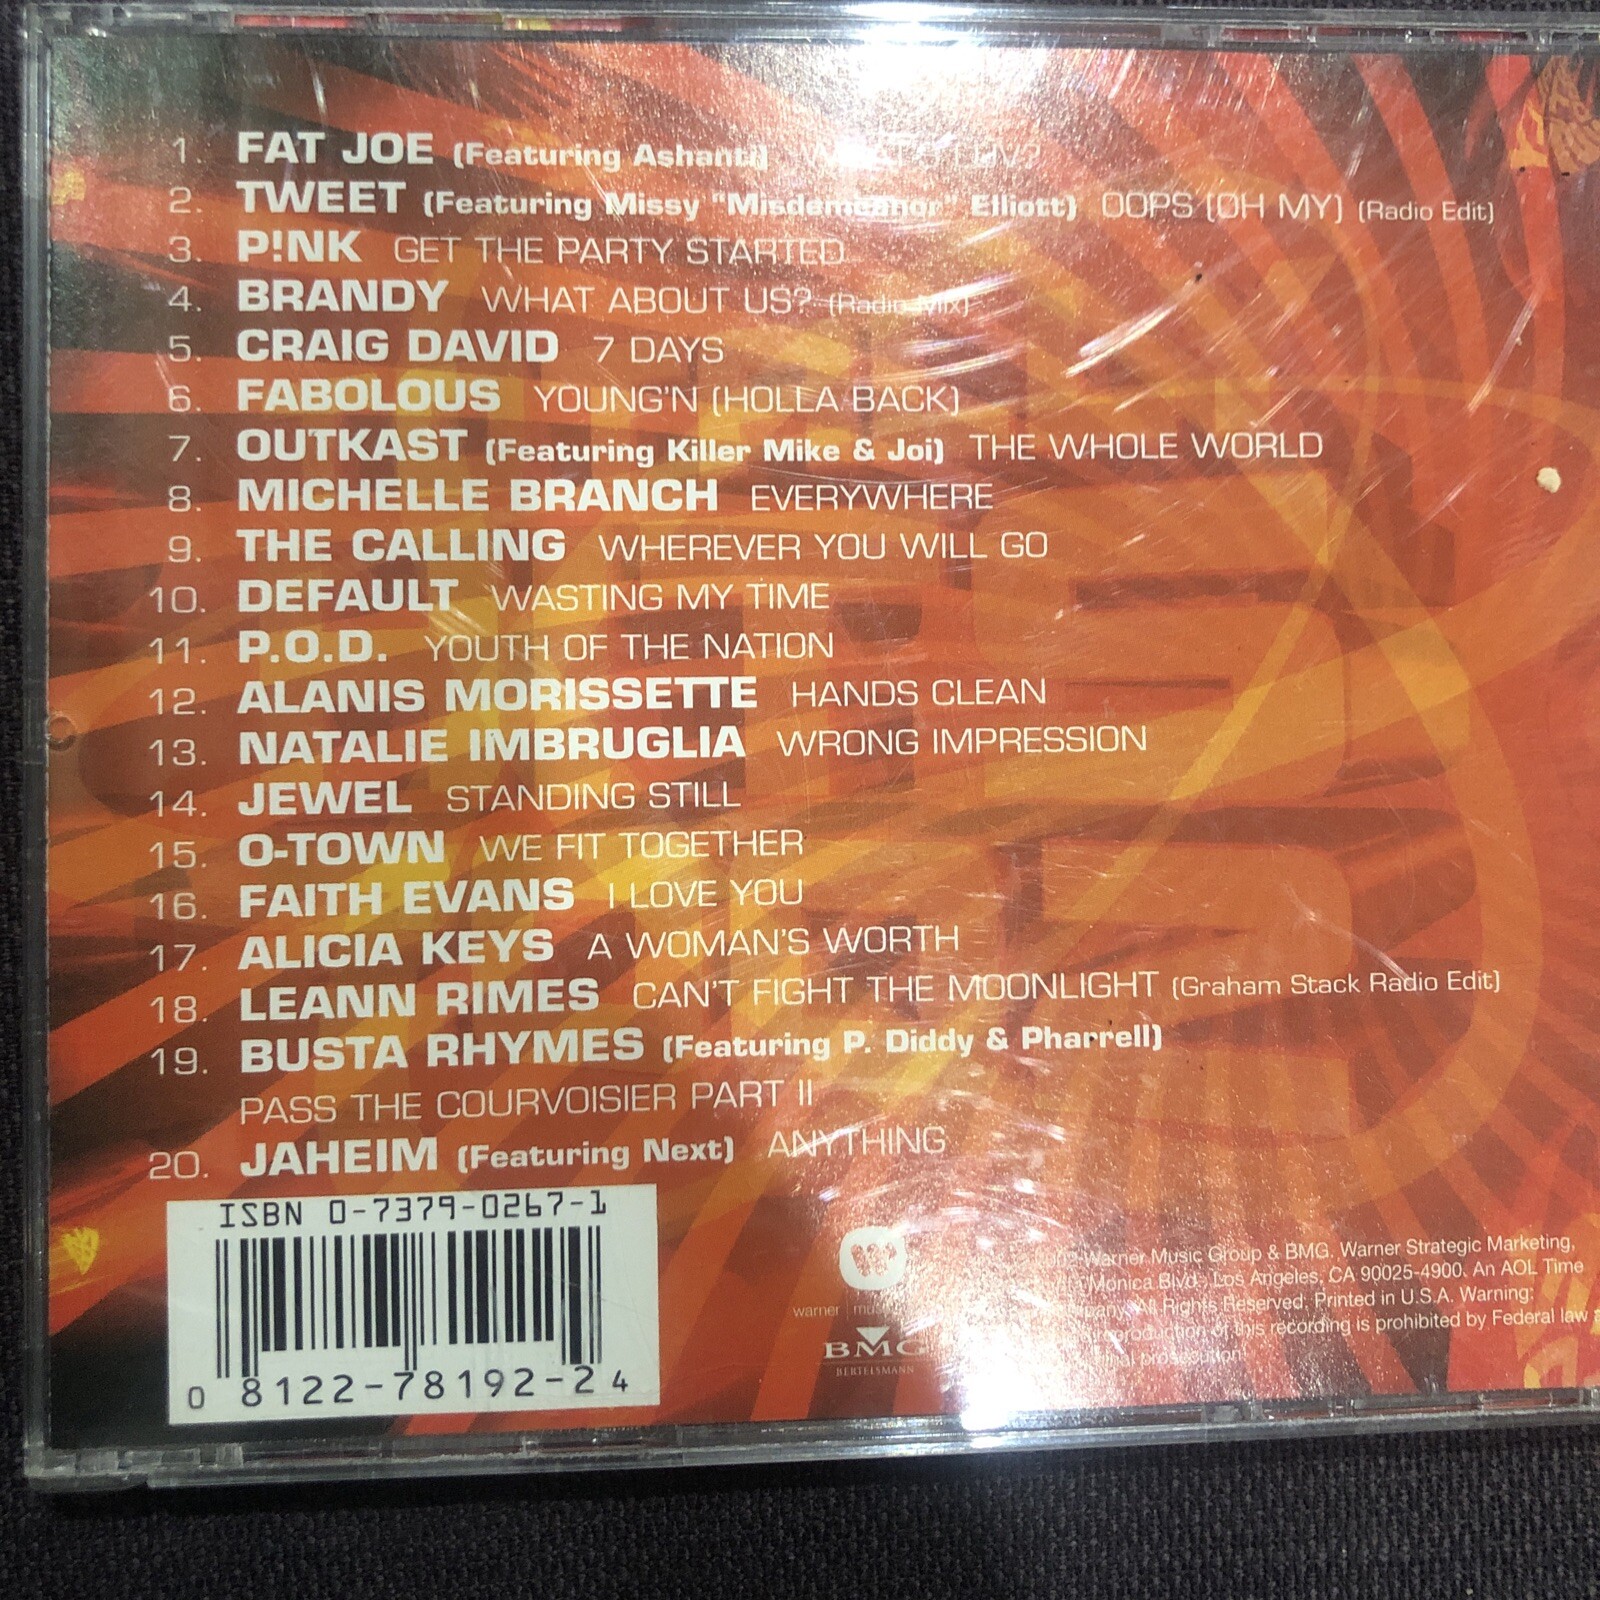 1. FAT JOE (Featuring Ashanti) WHAT'S LUV?
2. TWEET (Featuring Missy "Misdemeanor" Elliott) OOPS (OH MY) (Radio Edit)
3. P!NK GET THE PARTY STARTED
4. BRANDY WHAT ABOUT US? (Radio Mix)
5. CRAIG DAVID 7 DAYS
6. FABOLOUS YOUNG'N (HOLLA BACK)
7. OUTKAST (Featuring Killer Mike & Joi) THE WHOLE WORLD
8. MICHELLE BRANCH EVERYWHERE
9. THE CALLING WHEREVER YOU WILL GO
10. DEFAULT WASTING MY TIME
11. P.O.D. YOUTH OF THE NATION
12. ALANIS MORISSETTE HANDS CLEAN
13. NATALIE IMBRUGLIA WRONG IMPRESSION
14. JEWEL STANDING STILL
15. O-TOWN WE FIT TOGETHER
16. FAITH EVANS I LOVE YOU
17. ALICIA KEYS A WOMAN'S WORTH
18. LEANN RIMES CAN'T FIGHT THE MOONLIGHT (Graham Stack Radio Edit)
19. BUSTA RHYMES (Featuring P. Diddy & Pharrell)
PASS THE COURVOISIER PART II
20. JAHEIM (Featuring Next) ANYTHING
ISBN 0-7379-0267-1
0 8122-78192-2 4
warner
BMG
BERTELSMANN
Warner Music Group & BMG. Warner Strategic Marketing,
Monica Blvd., Los Angeles, CA 90025-4900. An AOL Time
All Rights Reserved. Printed in U.S.A. Warning:
reproduction of this recording is prohibited by Federal law
prosecution.